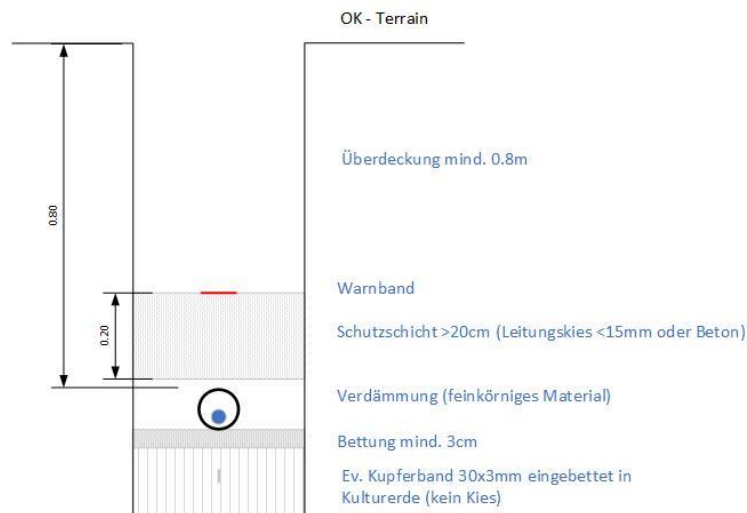 OK - Terrain
Überdeckung mind. 0.8m
0.80
Warnband
0.20
Schutzschicht >20cm (Leitungskies <15mm oder Beton)
Verdämmung (feinkörniges Material)
Bettung mind. 3cm
Ev. Kupferband 30x3mm eingebettet in
Kulturerde (kein Kies)